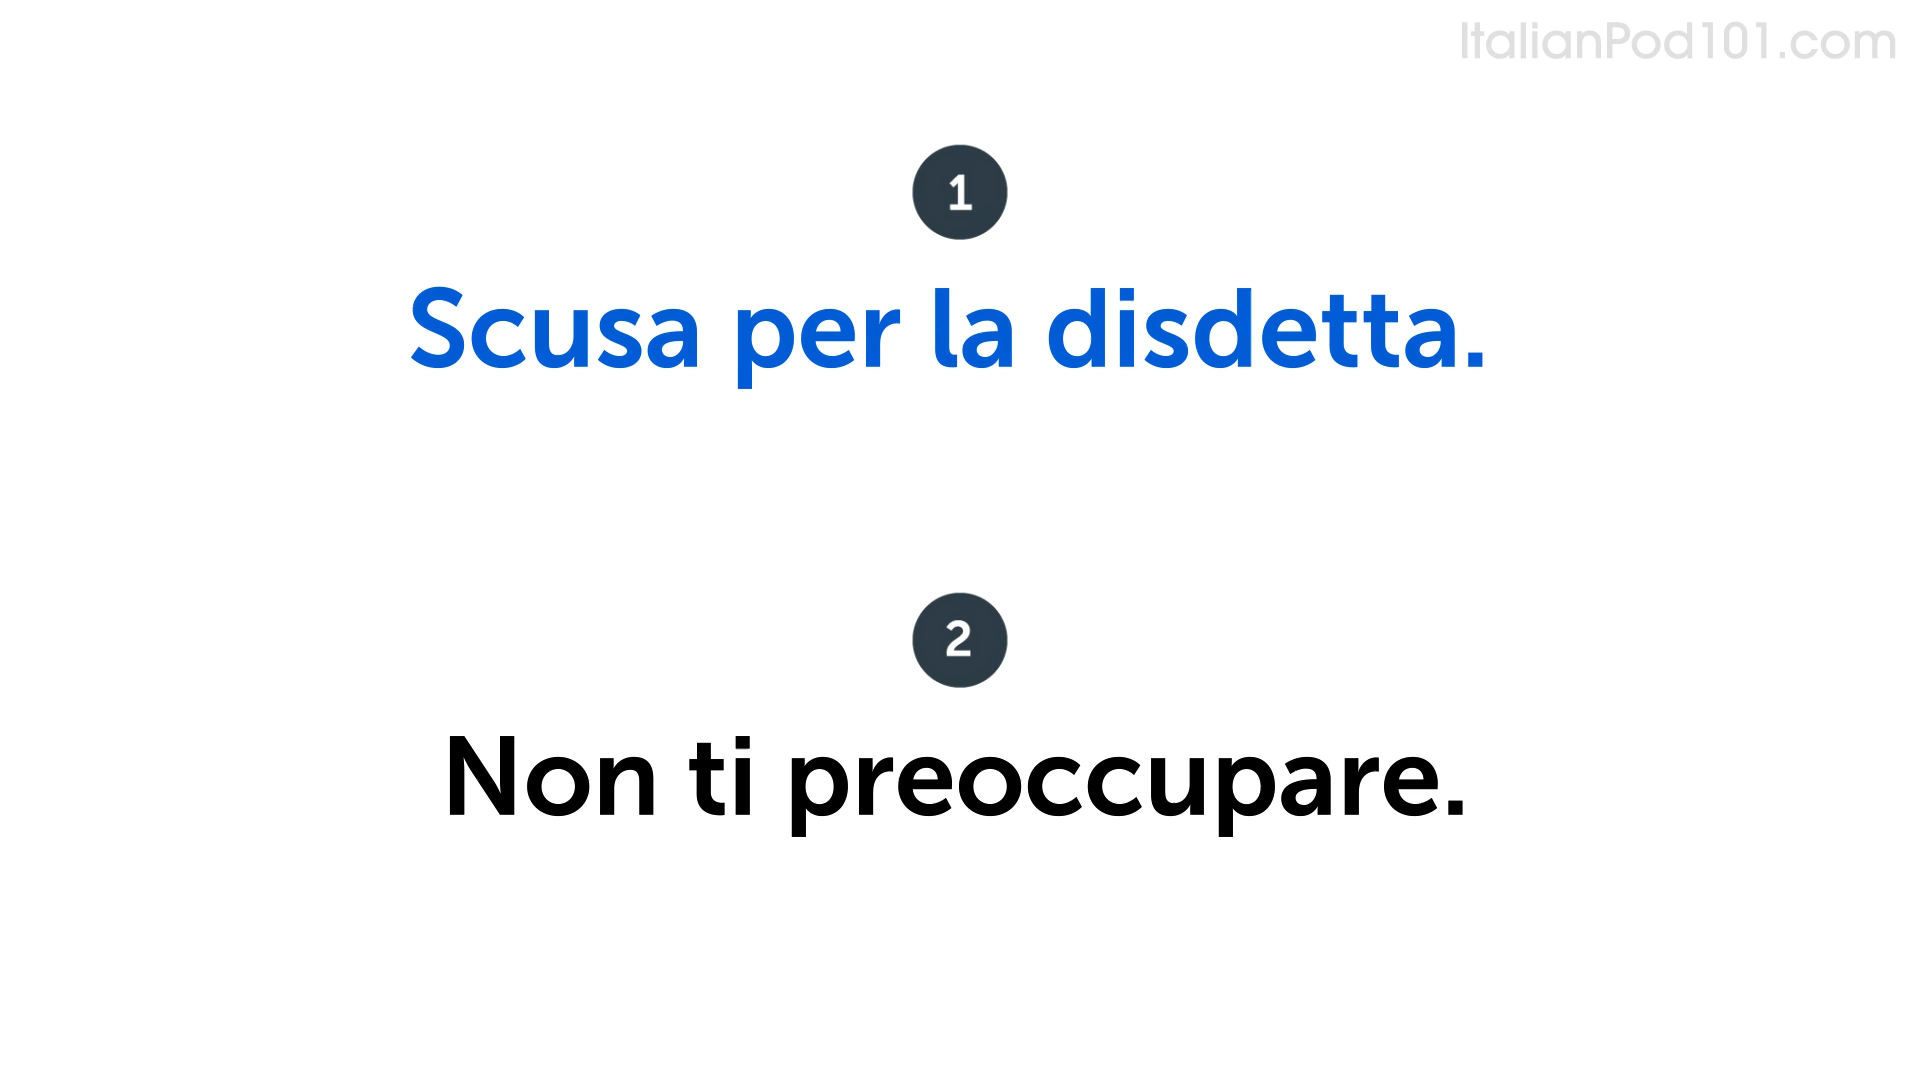 ItalianPod101.com
1
Scusa per la disdetta.
2
Non ti preoccupare.